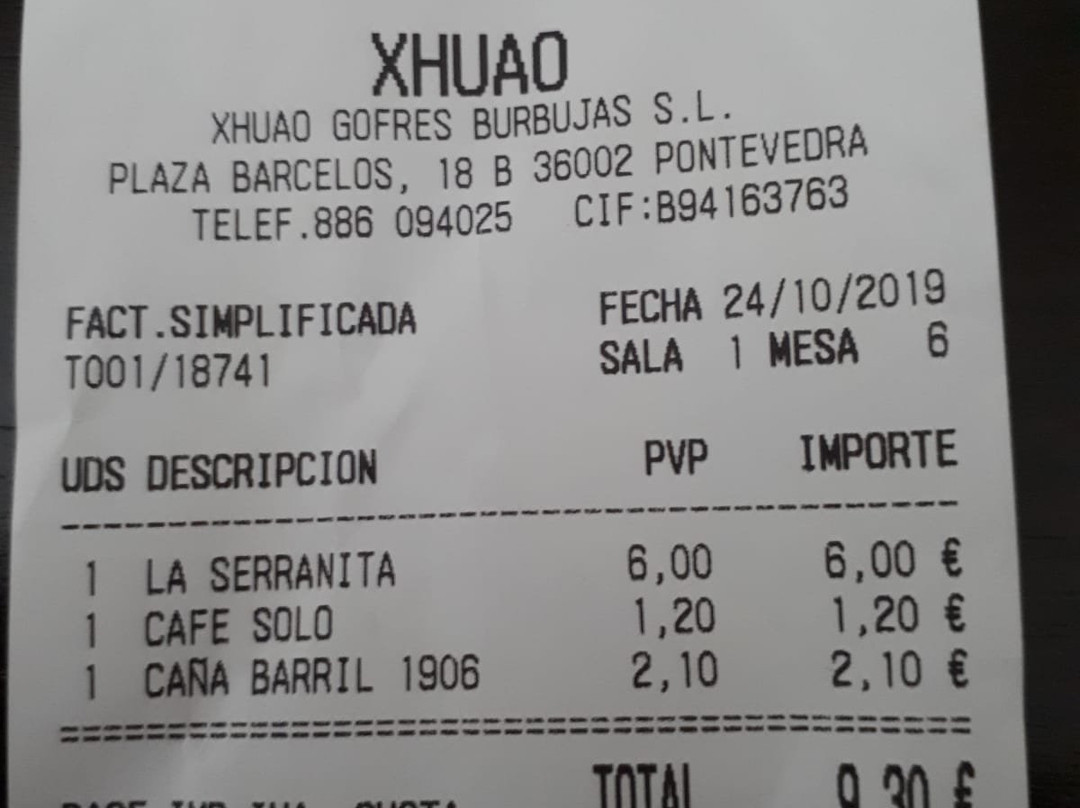 XHUAO
XHUAO GOFRES BURBUJAS S.L.
PLAZA BARCELOS, 18 B 36002 PONTEVEDRA
TELEF.886 094025 CIF:B94163763
FACT.SIMPLIFICADA FECHA 24/10/2019
T001/18741 SALA 1 MESA 6
UDS DESCRIPCION PVP IMPORTE
1 LA SERRANITA 6,00 6,00 €
1 CAFE SOLO 1,20 1,20 €
1 CAÑA BARRIL 1906 2,10 2,10 €
TOTAL 9,30 €